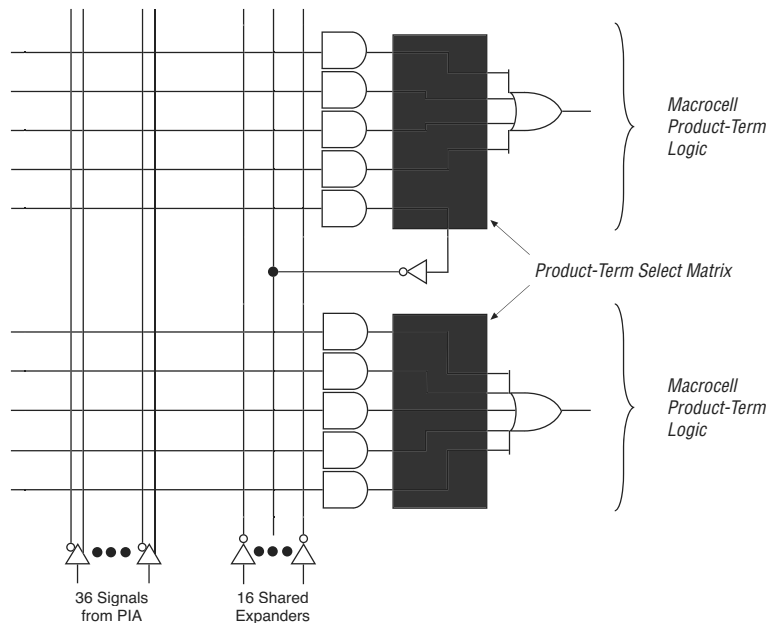 Macrocell
Product-Term
Logic
Product-Term Select Matrix
Macrocell
Product-Term
Logic
36 Signals
from PIA
16 Shared
Expanders